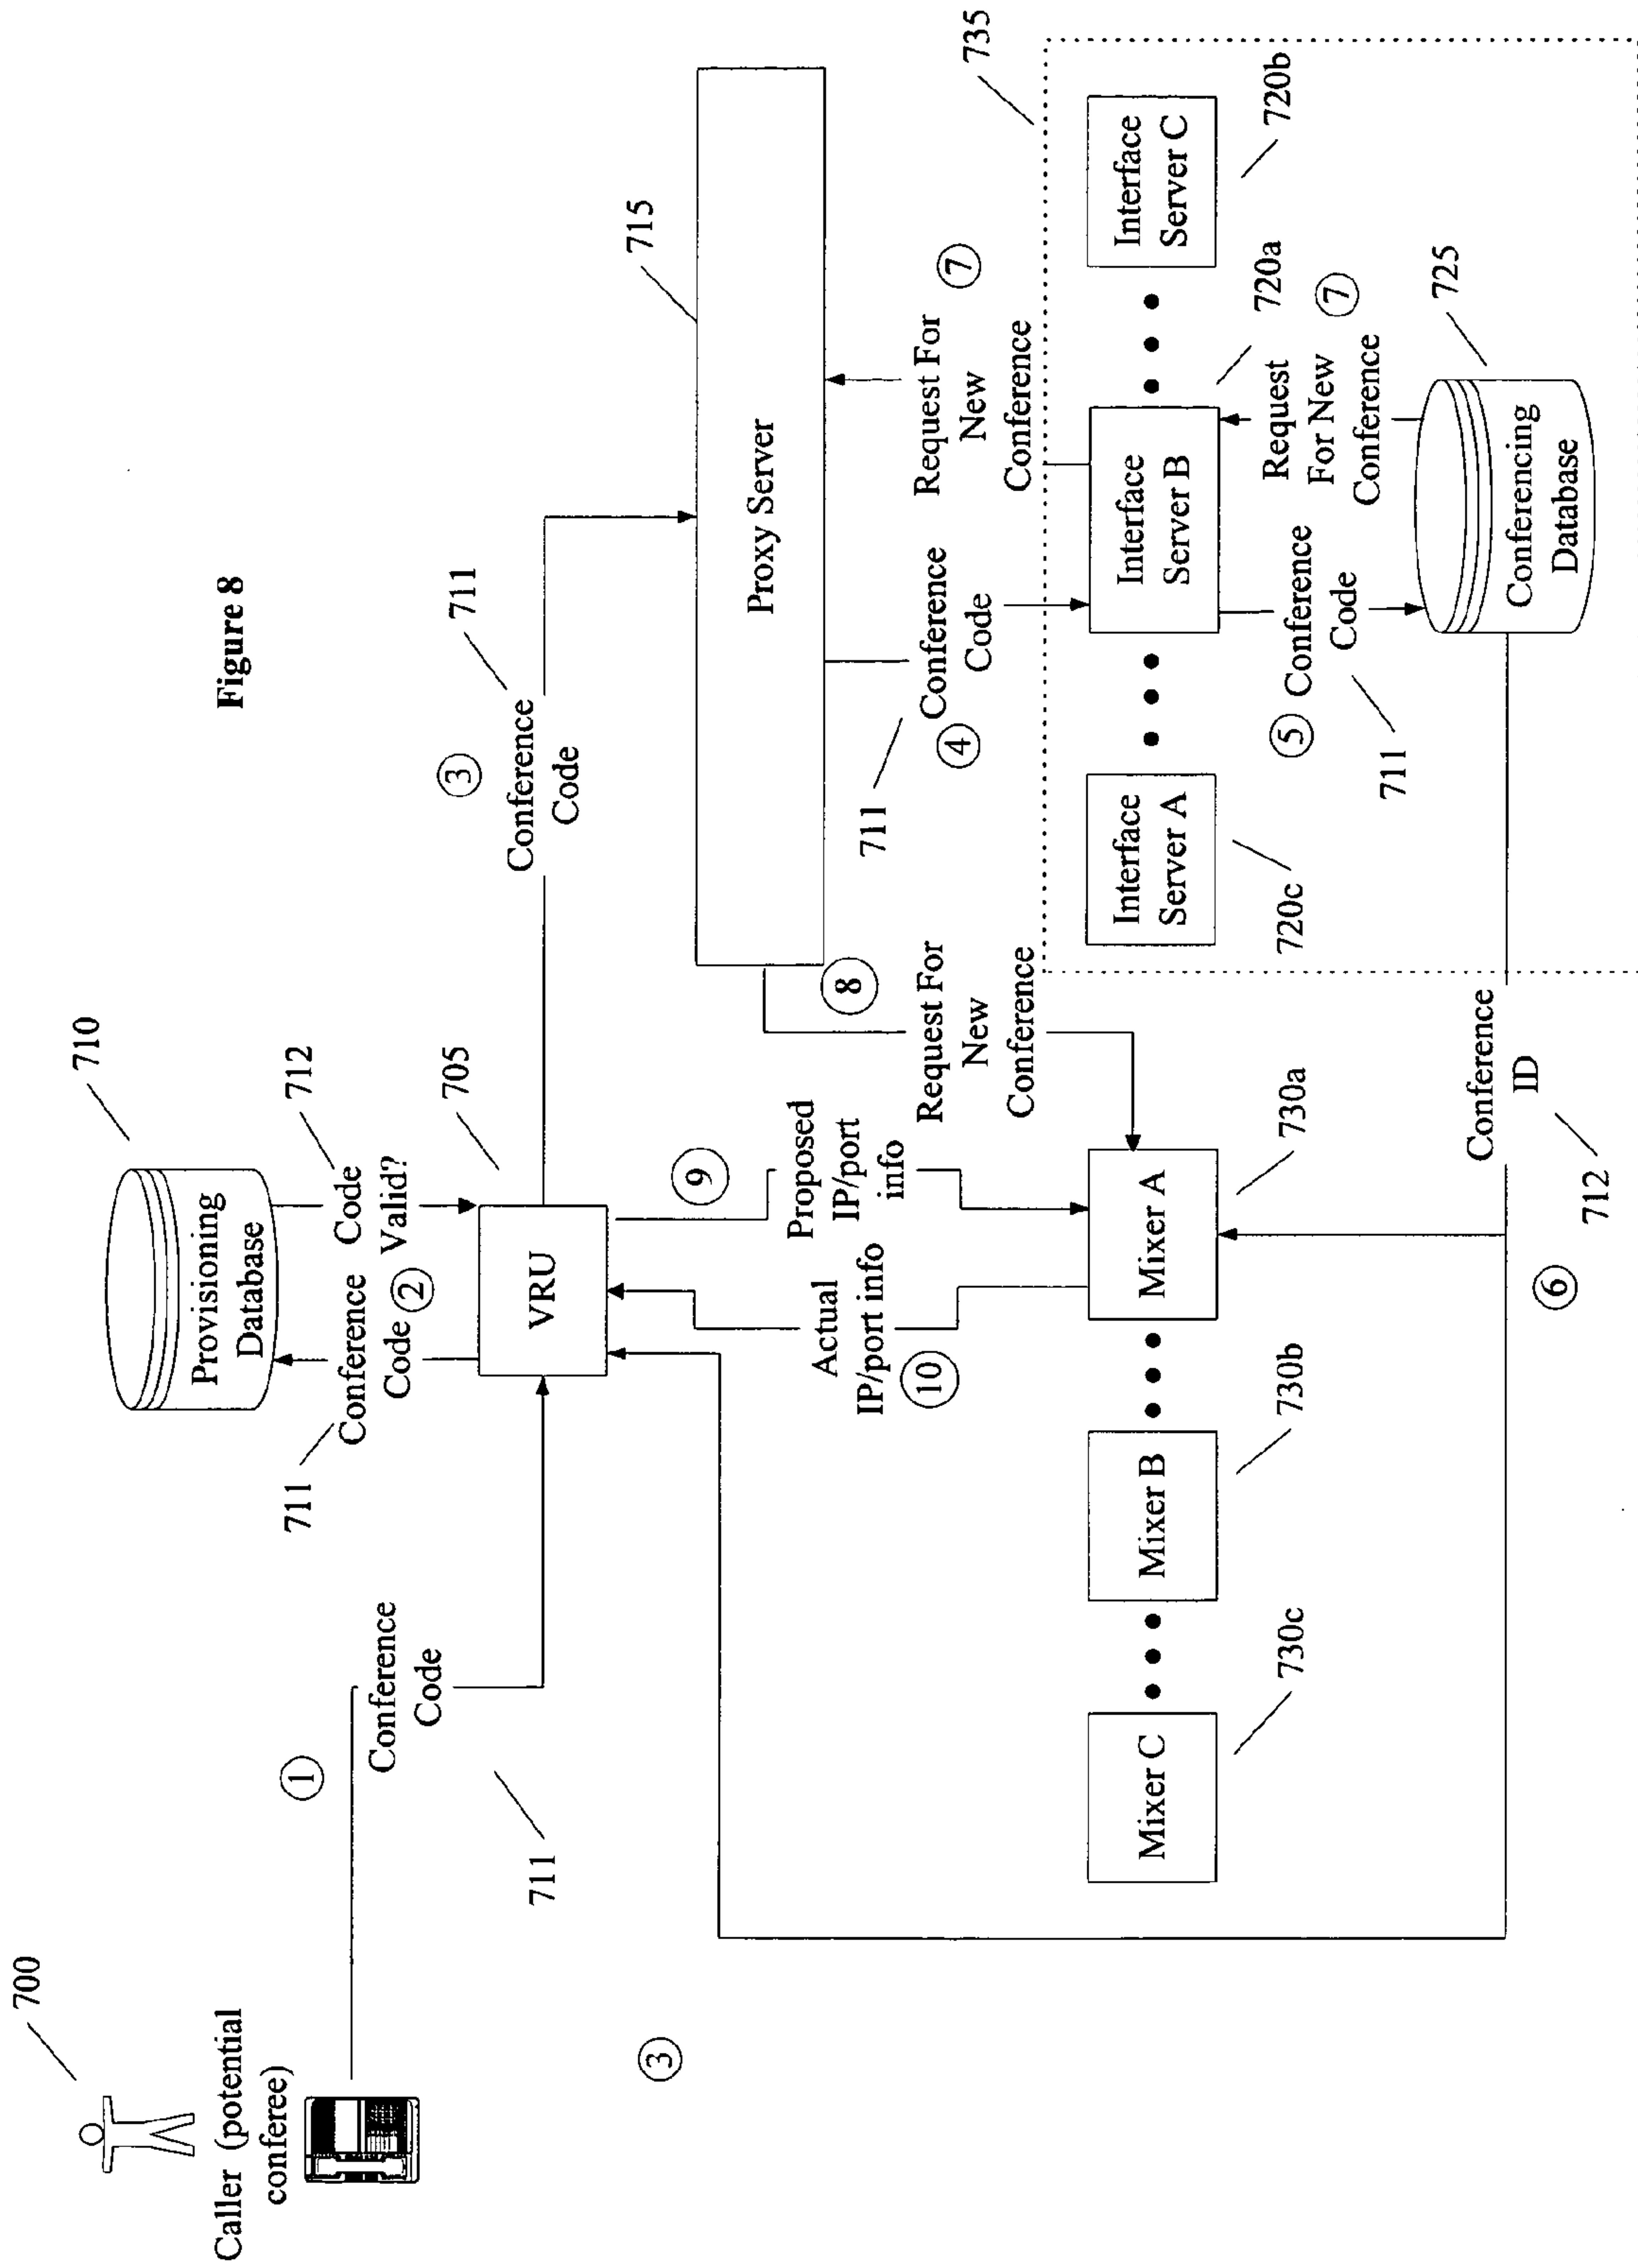 Figure 8
700
Caller (potential
conferee)
1
Conference
Code
711
3
710
Provisioning
Database
711
Conference
Code
2
712
Code
Valid?
705
VRU
3
Conference
Code
711
715
Proxy Server
9
Proposed
IP/port
info
Actual
IP/port info
10
8
Request For
New
Conference
711
Conference
Code
4
Request For
New
Conference
7
735
Mixer C
730c
Mixer B
730b
Mixer A
730a
Interface
Server A
720c
Interface
Server B
720a
Interface
Server C
720b
5
Conference
Code
711
Request
For New
Conference
7
725
Conferencing
Database
Conference
ID
712
6